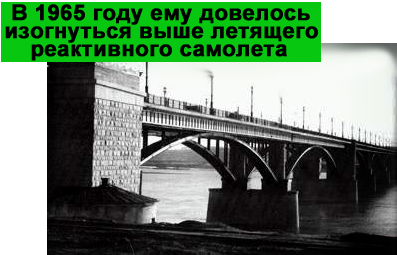 В 1965 году ему довелось
изогнуться выше летящего
реактивного самолета